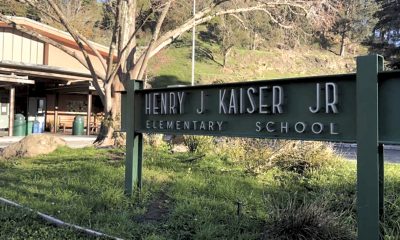 HENRY J KAISER JR
ELEMENTARY SCHOOL